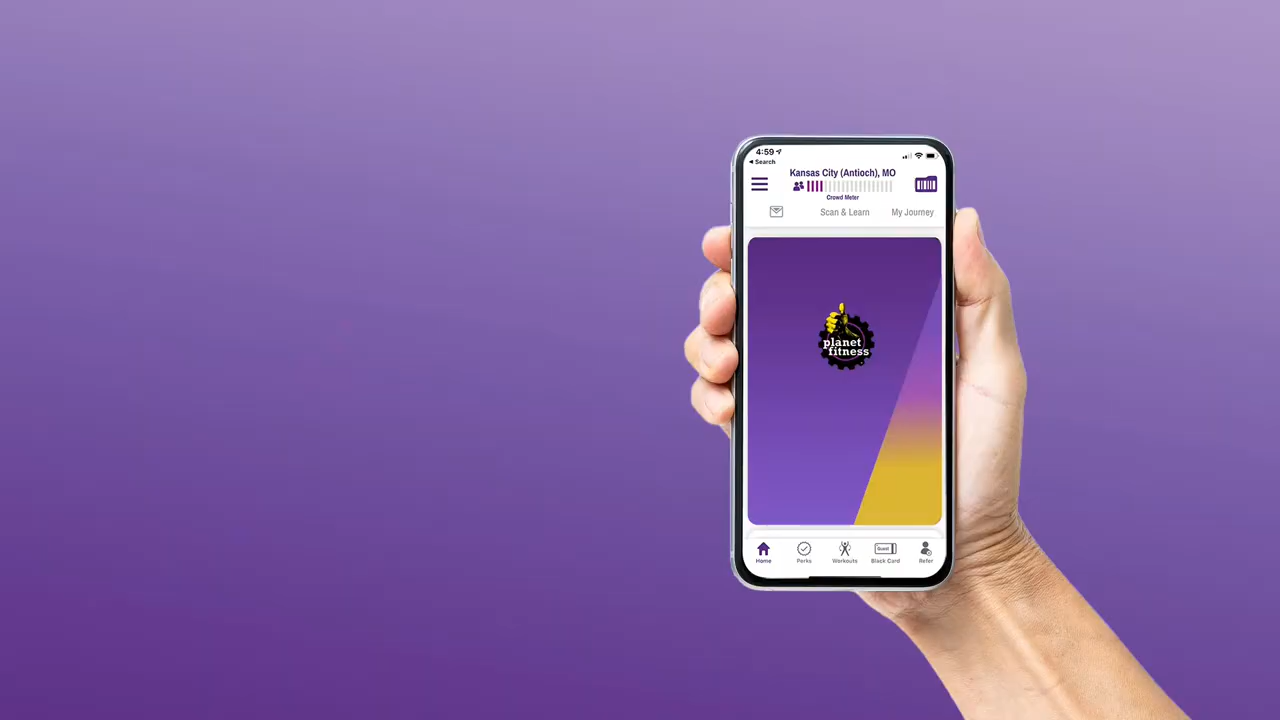 4:59
Search
Kansas City (Antioch), MO
Crowd Meter
Scan & Learn
My Journey
planet
fitness
Guest
Home
Perks
Workouts
Black Card
Refer